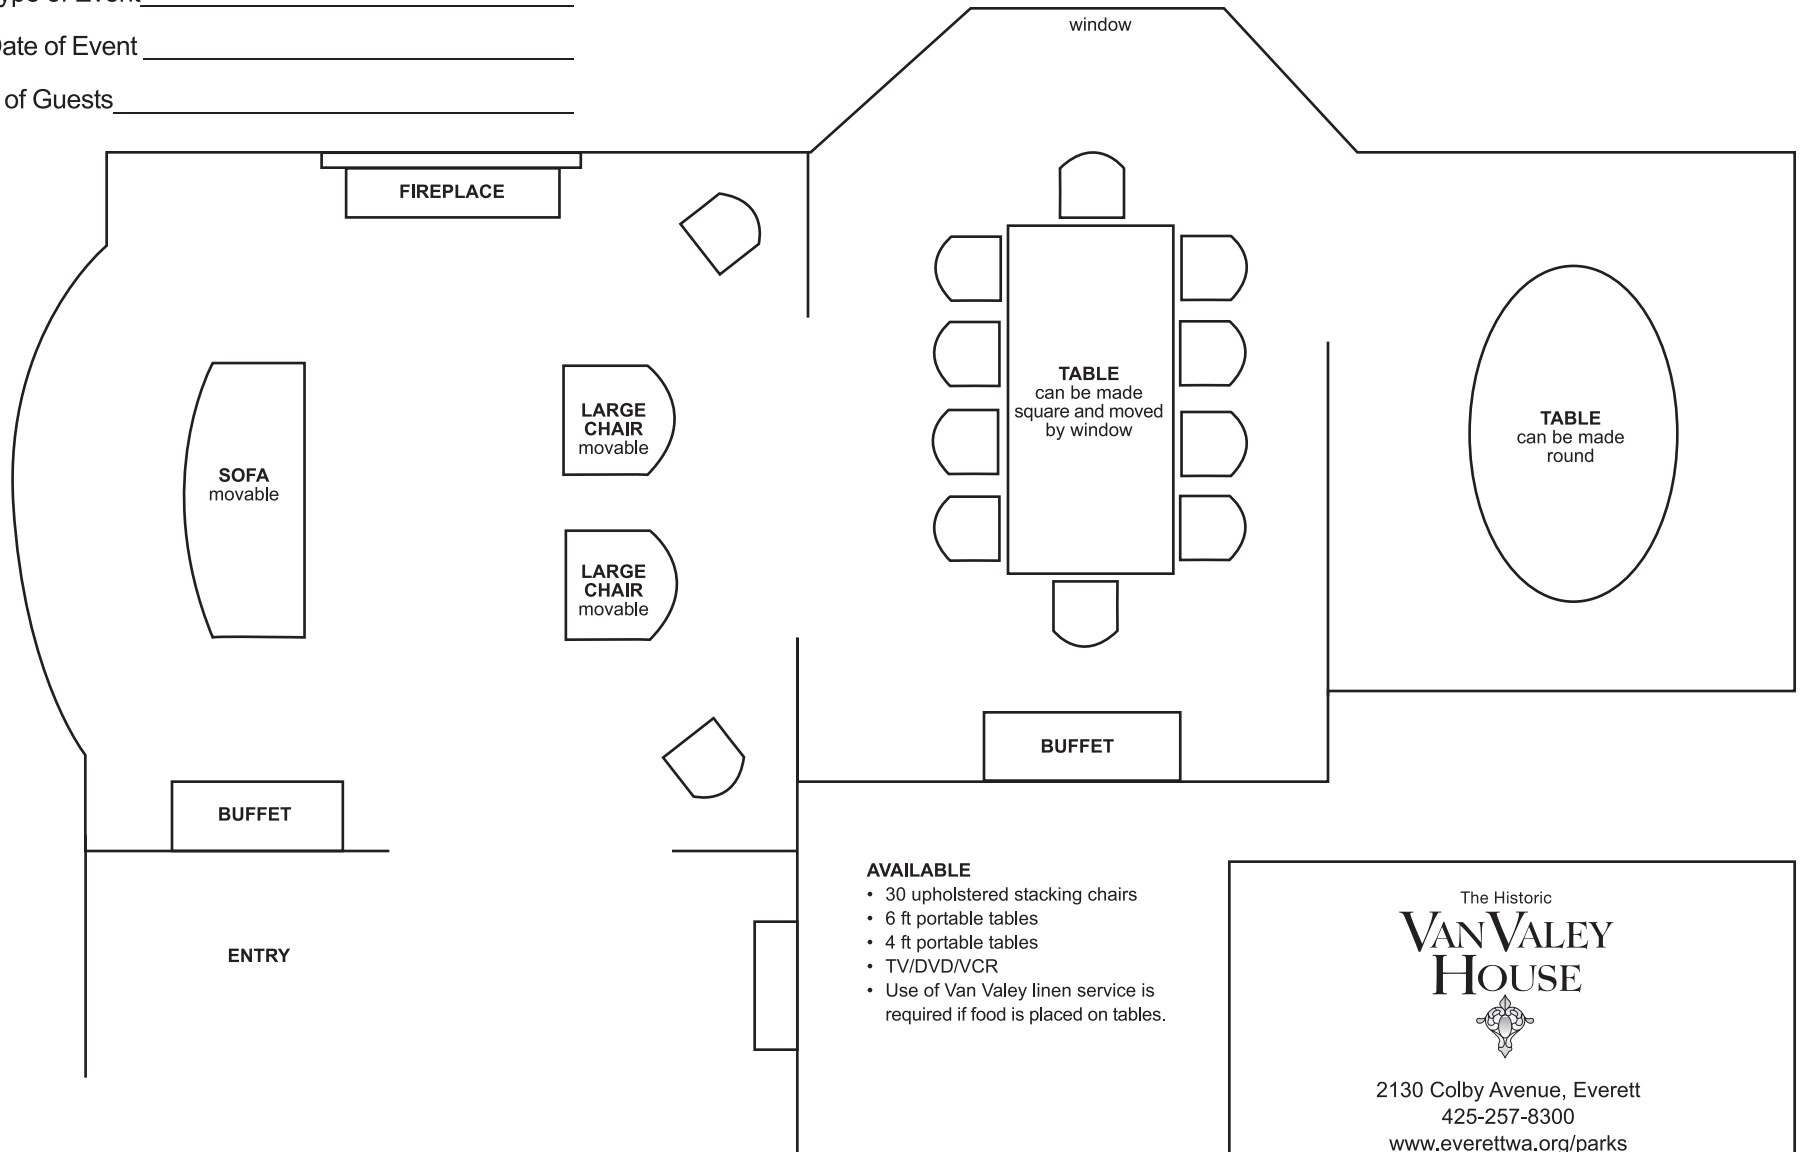 of Event
Date of Event
of Guests
window
FIREPLACE
TABLE
can be made
square and moved
by window
LARGE
CHAIR
movable
TABLE
can be made
round
SOFA
movable
LARGE
CHAIR
movable
BUFFET
BUFFET
ENTRY
AVAILABLE
• 30 upholstered stacking chairs
• 6 ft portable tables
• 4 ft portable tables
• TV/DVD/VCR
• Use of Van Valey linen service is
required if food is placed on tables.
The Historic
VAN VALEY
HOUSE
2130 Colby Avenue, Everett
425-257-8300
www.everettwa.org/parks